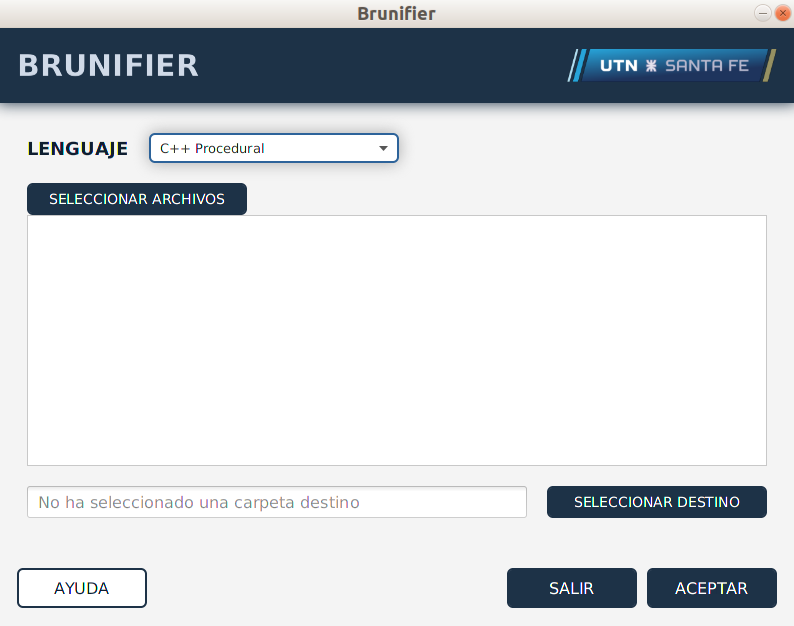 Brunifier
BRUNIFIER
UTN SANTA FE
LENGUAJE
C++ Procedural
SELECCIONAR ARCHIVOS
No ha seleccionado una carpeta destino
SELECCIONAR DESTINO
AYUDA
SALIR
ACEPTAR